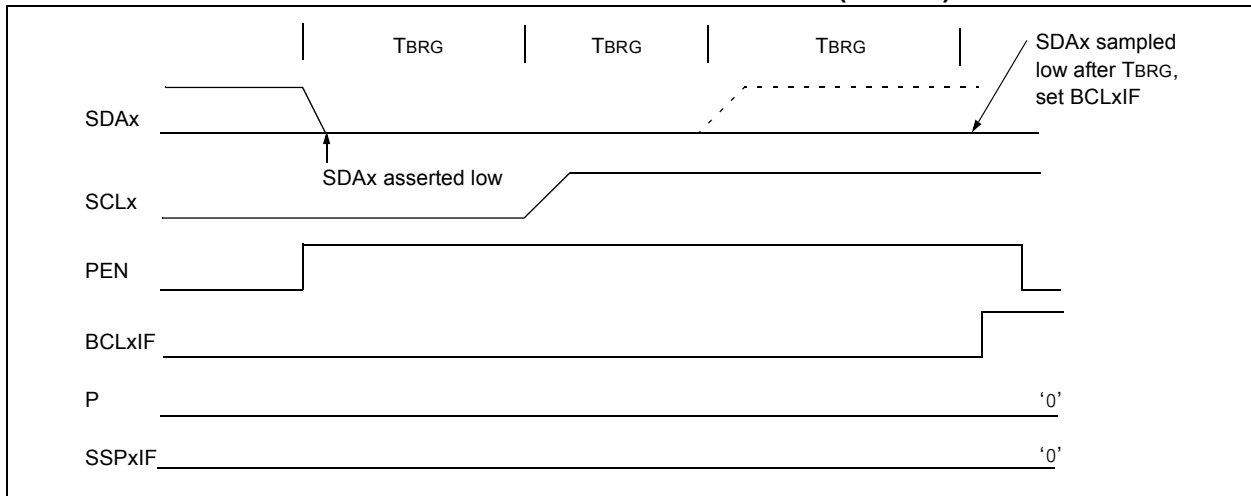 TBRG TBRG TBRG
SDAx sampled
low after TBRG,
set BCLxIF
SDAx
SDAx asserted low
SCLx
PEN
BCLxIF
P '0'
SSPxIF '0'